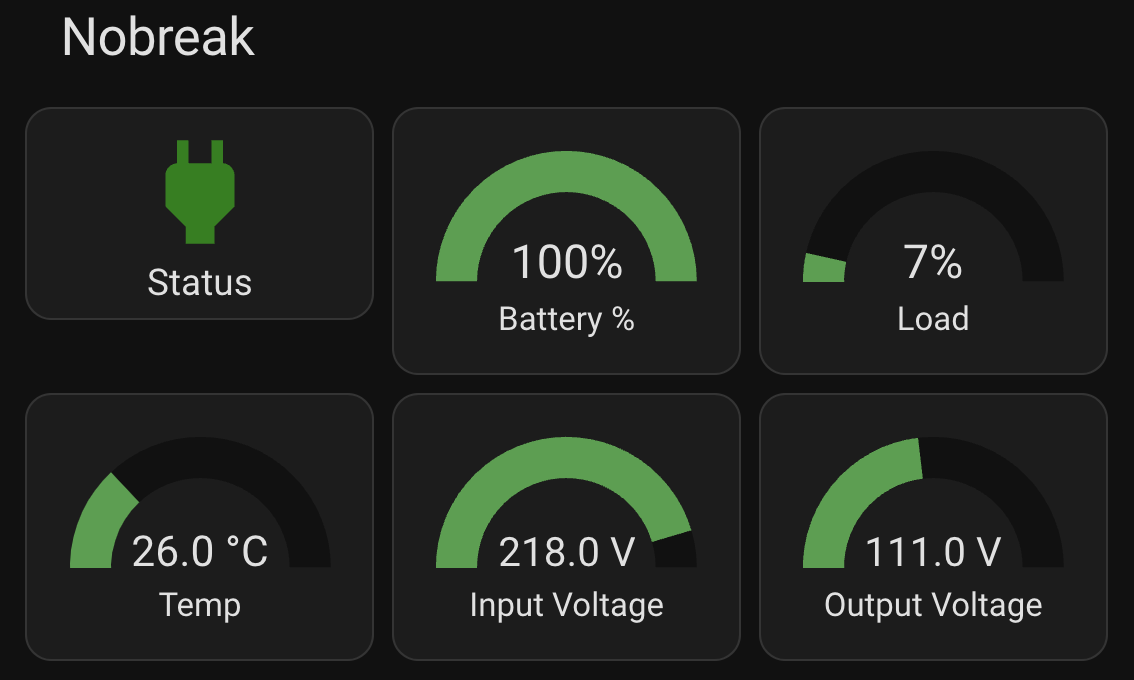 Nobreak
Status
100%
Battery %
7%
Load
26.0 °C
Temp
218.0 V
Input Voltage
111.0 V
Output Voltage